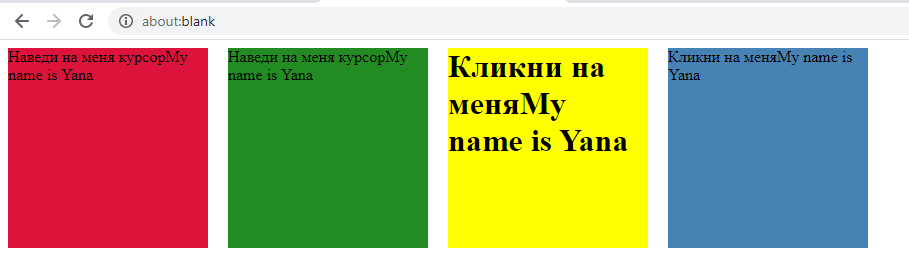 about:blank
Наведи на меня курсорMy
name is Yana
Наведи на меня курсорMy
name is Yana
Кликни на
меняMy
name is Yana
Кликни на меняMy name is
Yana